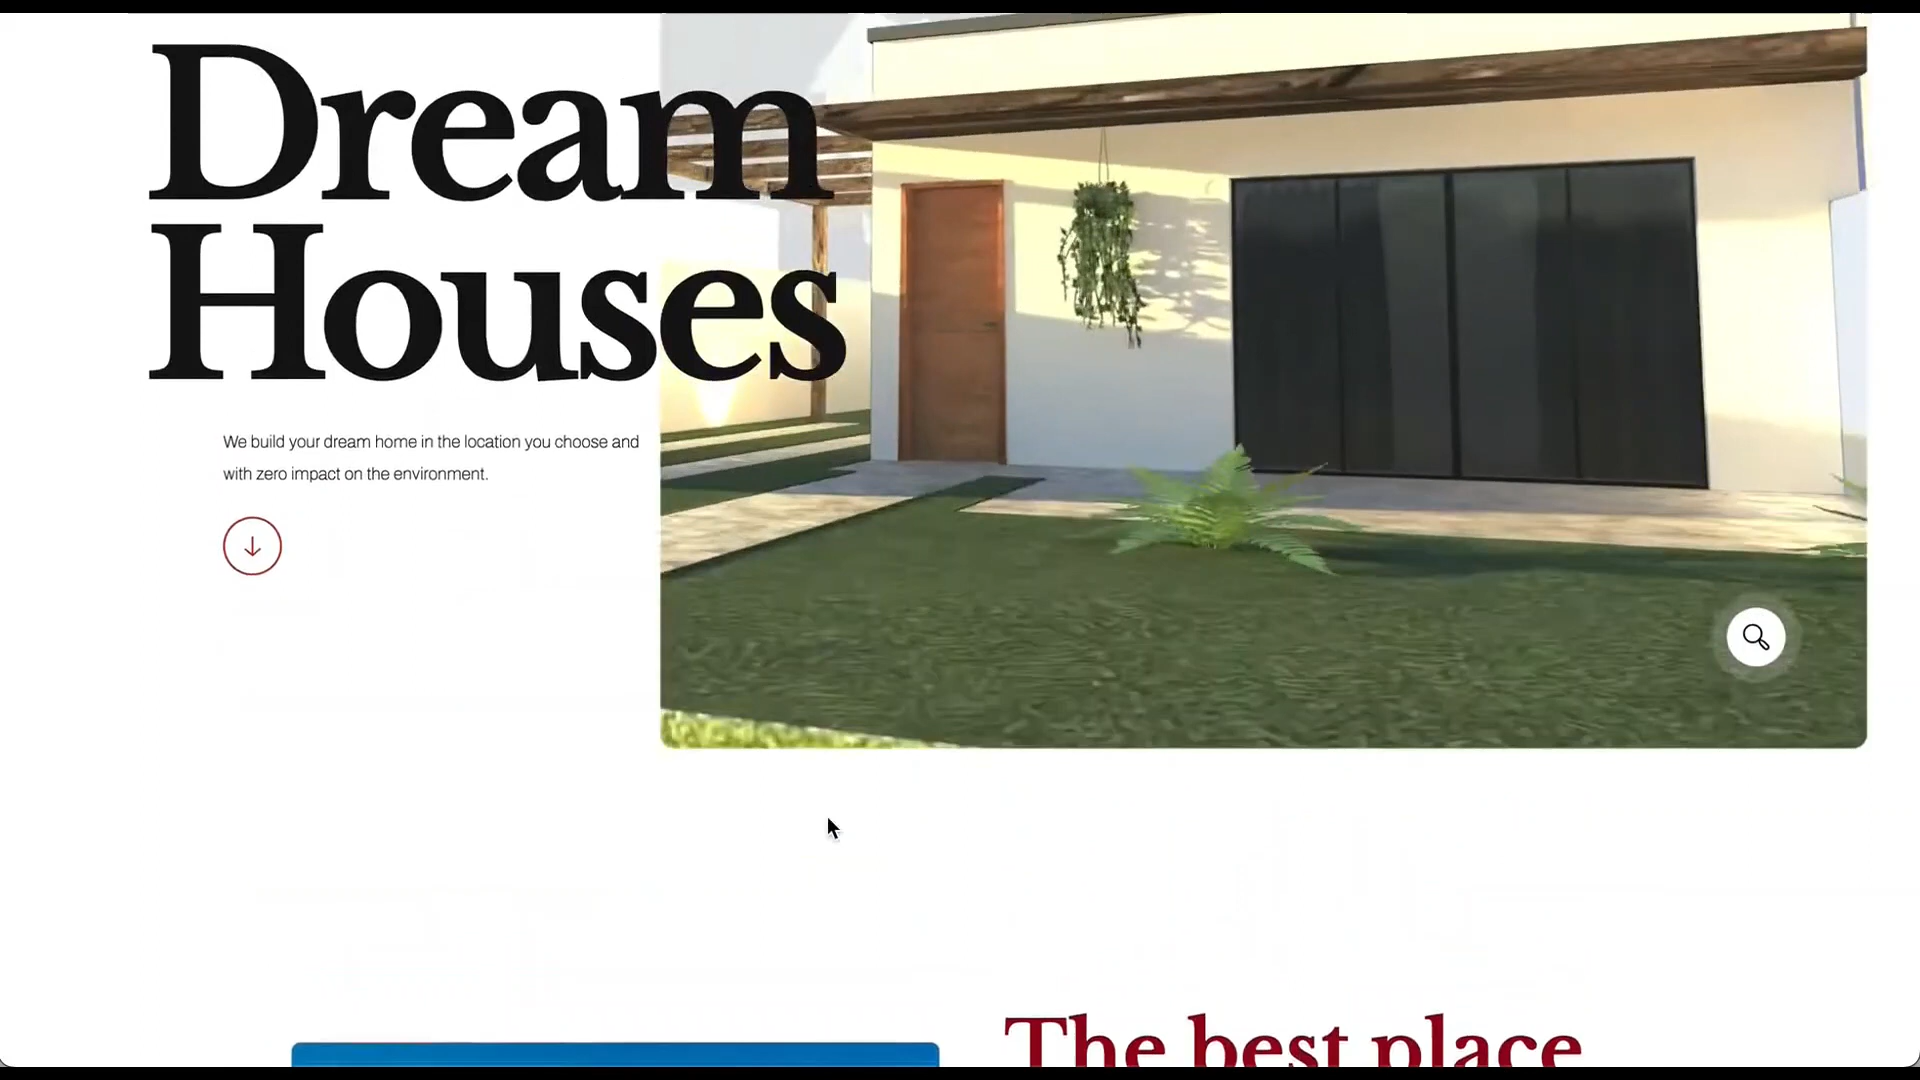 Dream
Houses
We build your dream home in the location you choose and
with zero impact on the environment.
The best place